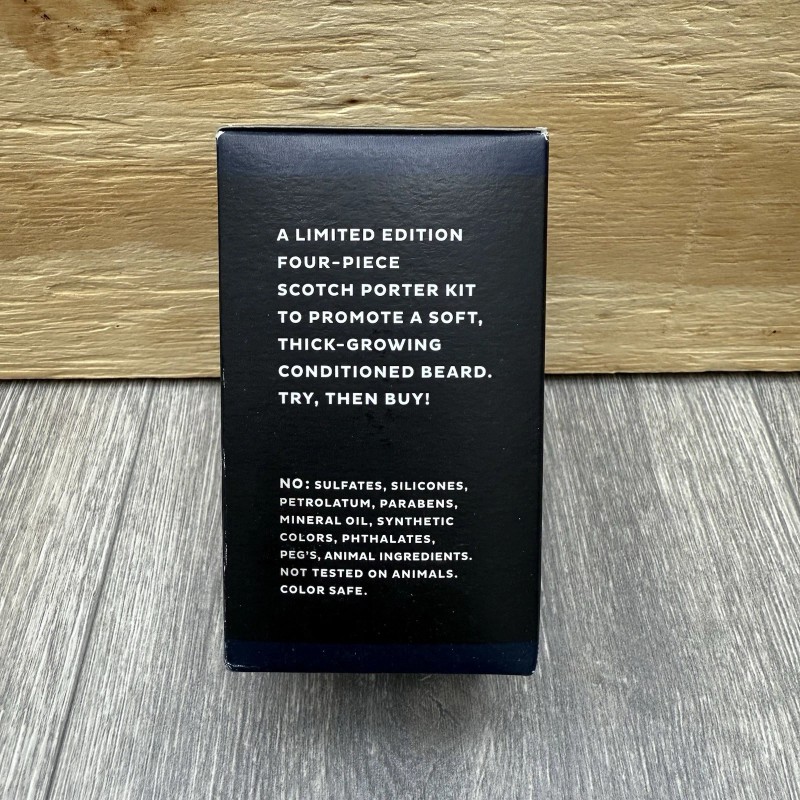 A LIMITED EDITION
FOUR-PIECE
SCOTCH PORTER KIT
TO PROMOTE A SOFT,
THICK-GROWING
CONDITIONED BEARD.
TRY, THEN BUY!
NO: SULFATES, SILICONES,
PETROLATUM, PARABENS,
MINERAL OIL, SYNTHETIC
COLORS, PHTHALATES,
PEG'S, ANIMAL INGREDIENTS.
NOT TESTED ON ANIMALS.
COLOR SAFE.